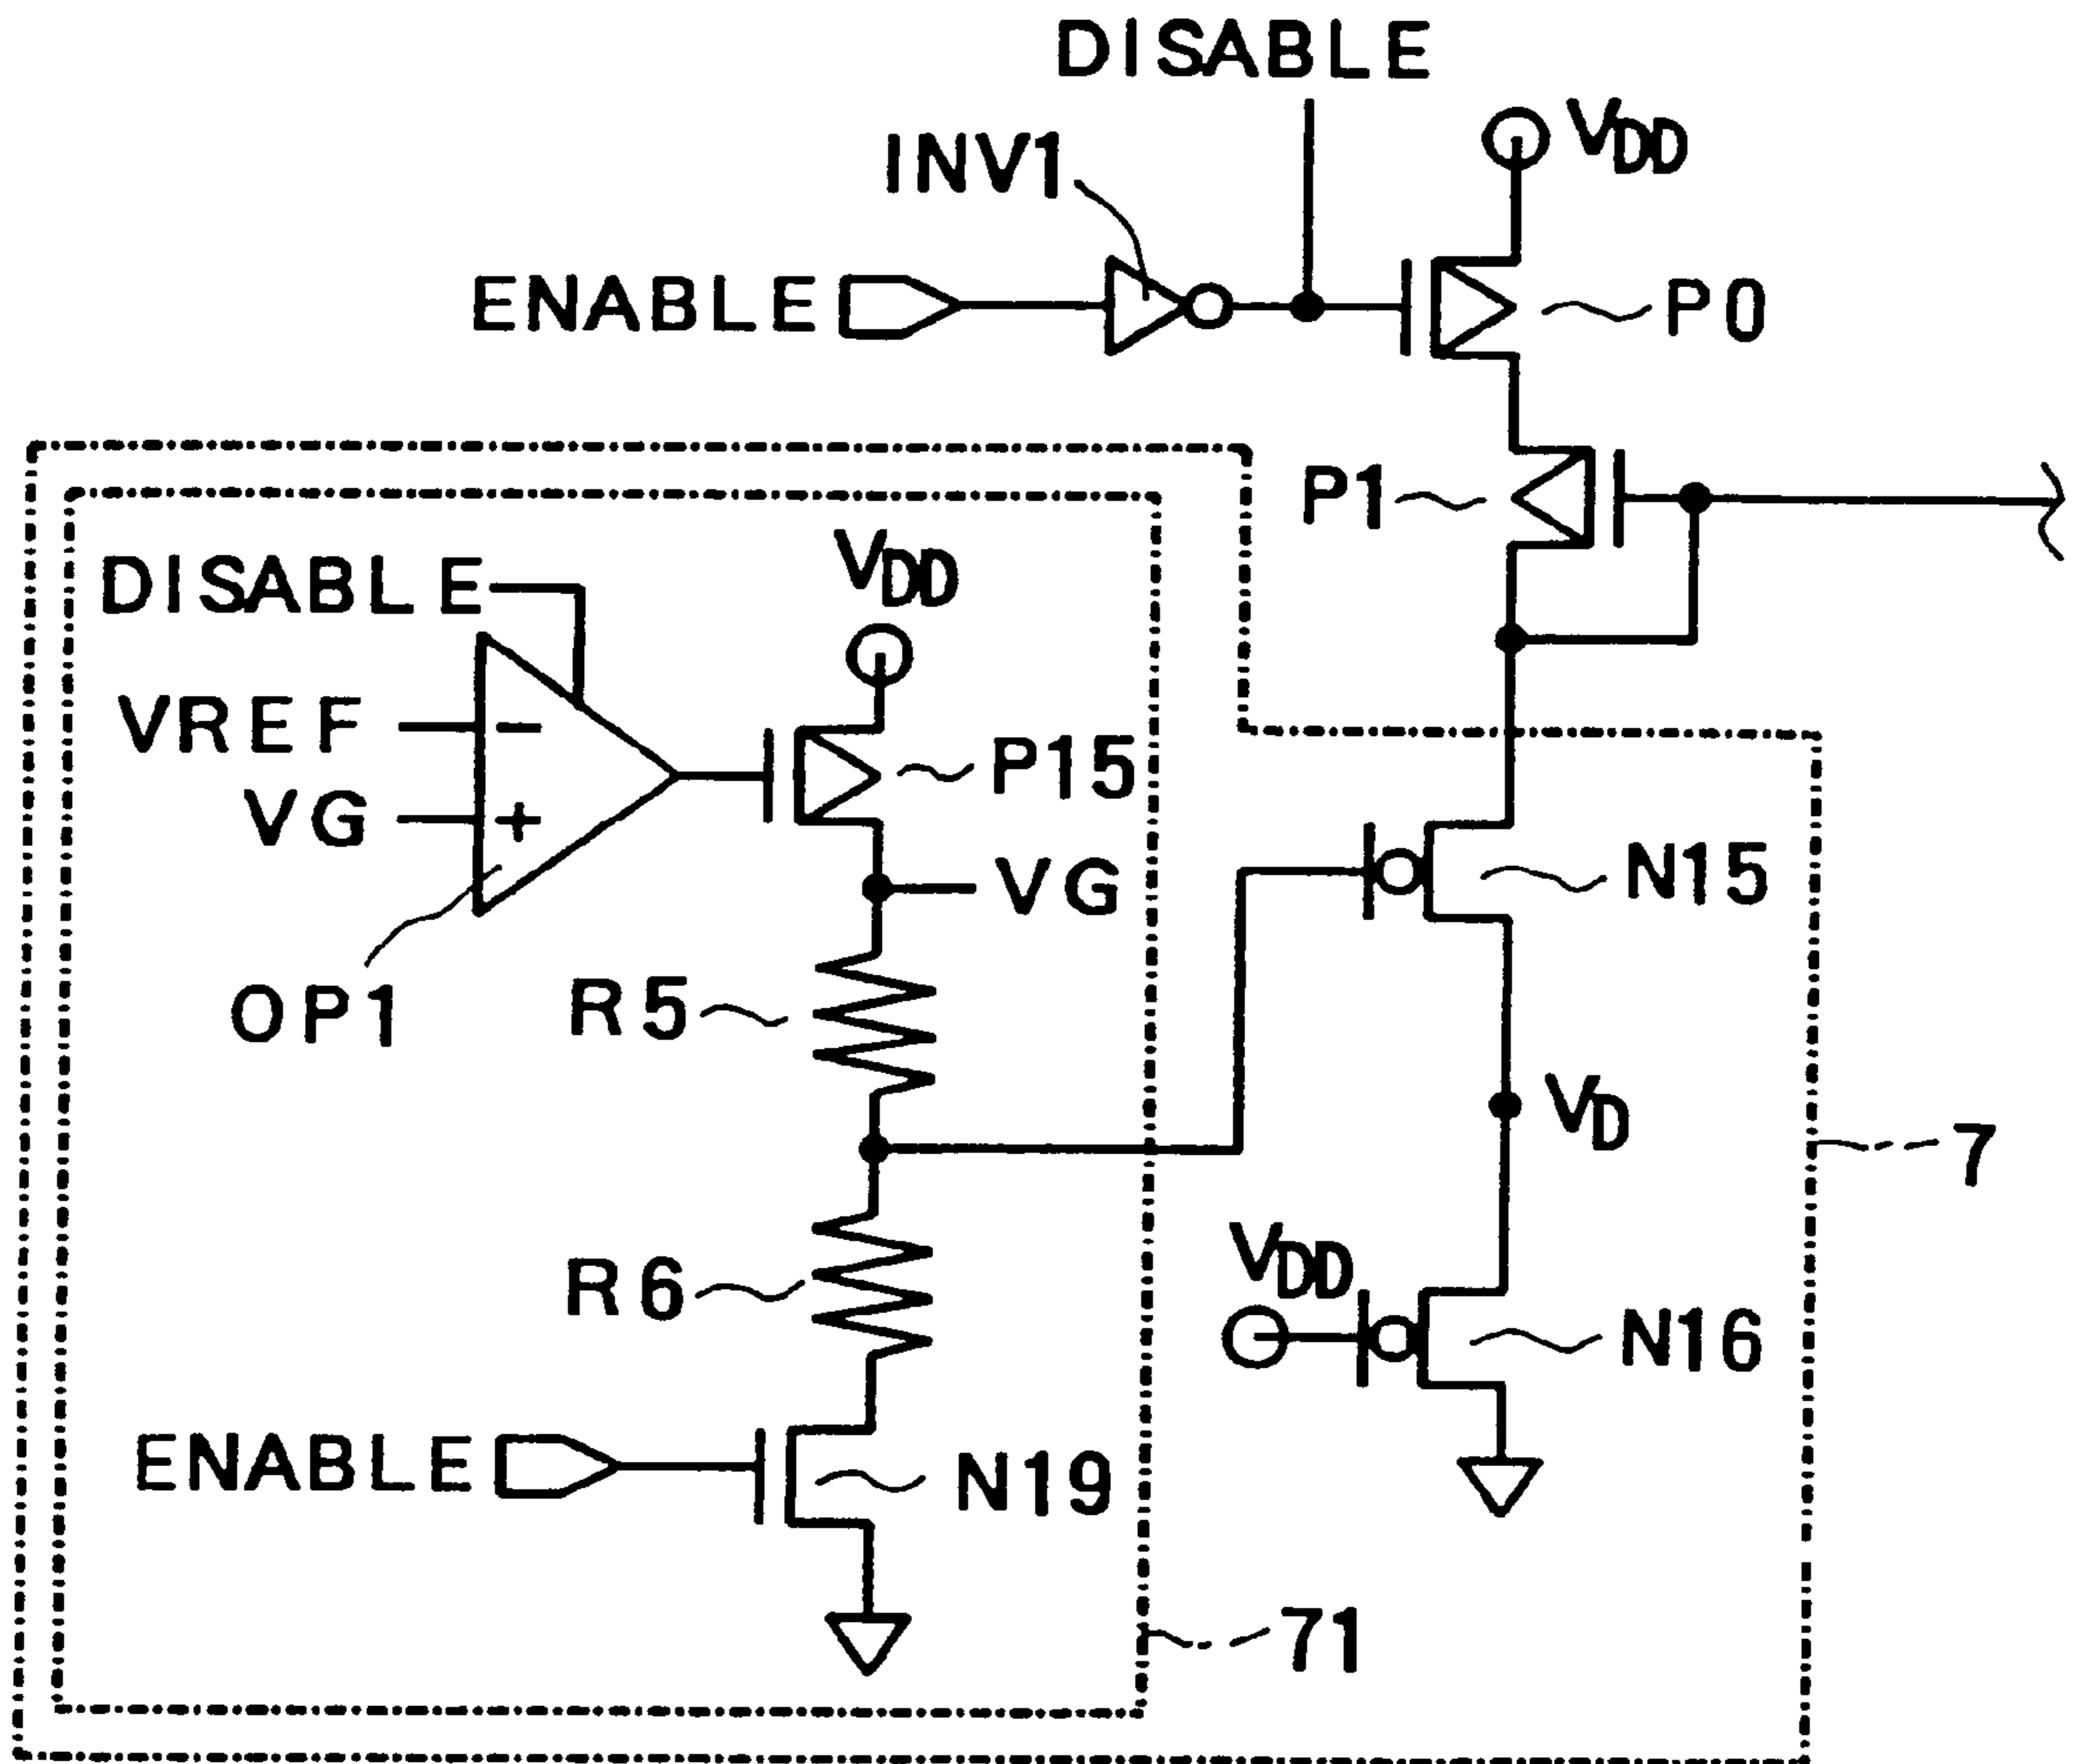 DISABLE
INV1
VDD
ENABLE
P0
P1
DISABLE
VDD
VREF
−
P15
VG
+
N15
VG
OP1
R5
VD
7
VDD
R6
N16
ENABLE
N19
71